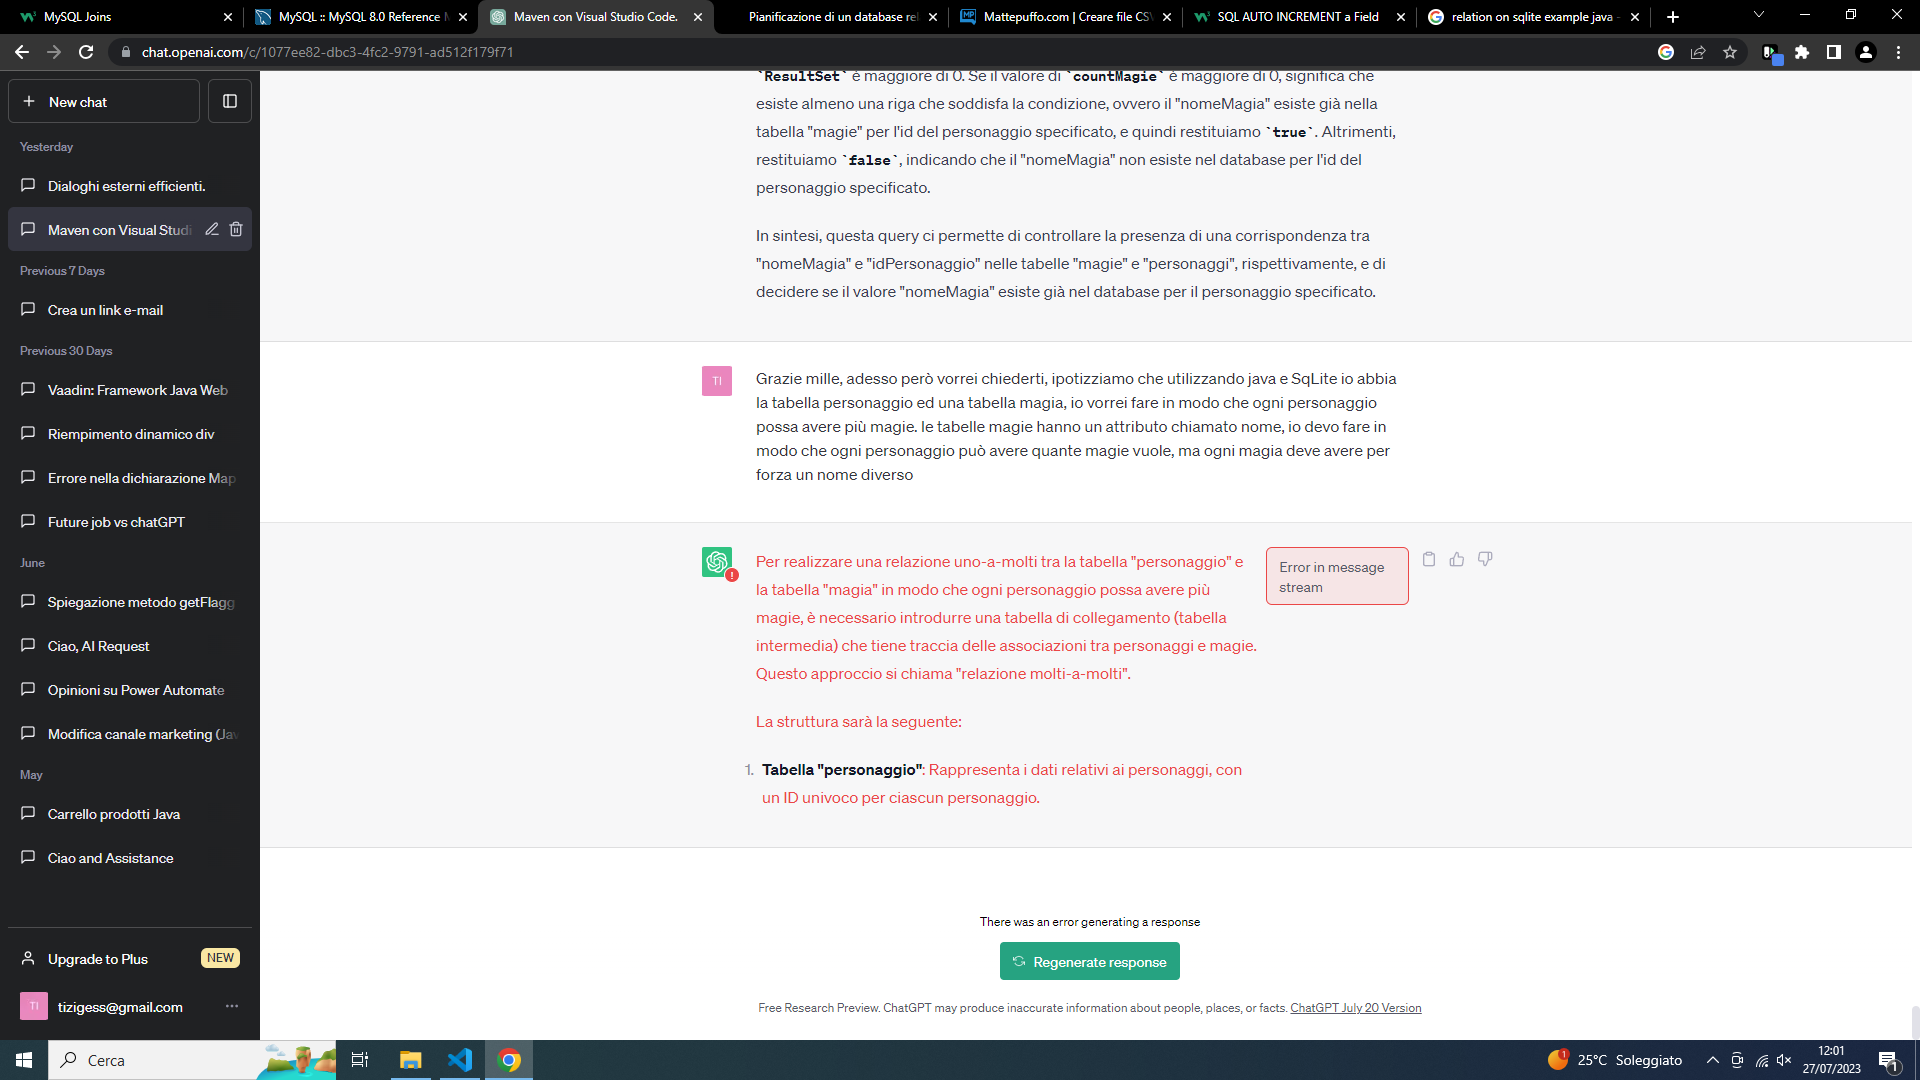 MySQL Joins
MySQL :: MySQL 8.0 Reference
Maven con Visual Studio Code.
Pianificazione di un database re
Mattepuffo.com | Creare file CS
SQL AUTO INCREMENT a Field
relation on sqlite example java -
chat.openai.com/c/1077ee82-dbc3-4fc2-9791-ad512f179f71
New chat
Yesterday
Dialoghi esterni efficienti.
Maven con Visual Studi
Previous 7 Days
Crea un link e-mail
Previous 30 Days
Vaadin: Framework Java Web
Riempimento dinamico div
Errore nella dichiarazione Map
Future job vs chatGPT
June
Spiegazione metodo getFlagg
Ciao, AI Request
Opinioni su Power Automate
Modifica canale marketing (Jav
May
Carrello prodotti Java
Ciao and Assistance
Upgrade to Plus
NEW
TI
tizigess@gmail.com
`ResultSet` è maggiore di 0. Se il valore di `countMagie` è maggiore di 0, significa che
esiste almeno una riga che soddisfa la condizione, ovvero il "nomeMagia" esiste già nella
tabella "magie" per l'id del personaggio specificato, e quindi restituiamo `true`. Altrimenti,
restituiamo `false`, indicando che il "nomeMagia" non esiste nel database per l'id del
personaggio specificato.
In sintesi, questa query ci permette di controllare la presenza di una corrispondenza tra
"nomeMagia" e "idPersonaggio" nelle tabelle "magie" e "personaggi", rispettivamente, e di
decidere se il valore "nomeMagia" esiste già nel database per il personaggio specificato.
TI
Grazie mille, adesso però vorrei chiederti, ipotizziamo che utilizzando java e SqLite io abbia
la tabella personaggio ed una tabella magia, io vorrei fare in modo che ogni personaggio
possa avere più magie. le tabelle magie hanno un attributo chiamato nome, io devo fare in
modo che ogni personaggio può avere quante magie vuole, ma ogni magia deve avere per
forza un nome diverso
Per realizzare una relazione uno-a-molti tra la tabella "personaggio" e
la tabella "magia" in modo che ogni personaggio possa avere più
magie, è necessario introdurre una tabella di collegamento (tabella
intermedia) che tiene traccia delle associazioni tra personaggi e magie.
Questo approccio si chiama "relazione molti-a-molti".
La struttura sarà la seguente:
1. Tabella "personaggio": Rappresenta i dati relativi ai personaggi, con
un ID univoco per ciascun personaggio.
Error in message
stream
There was an error generating a response
Regenerate response
Free Research Preview. ChatGPT may produce inaccurate information about people, places, or facts. ChatGPT July 20 Version
Cerca
1
25°C Soleggiato
12:01
27/07/2023
1